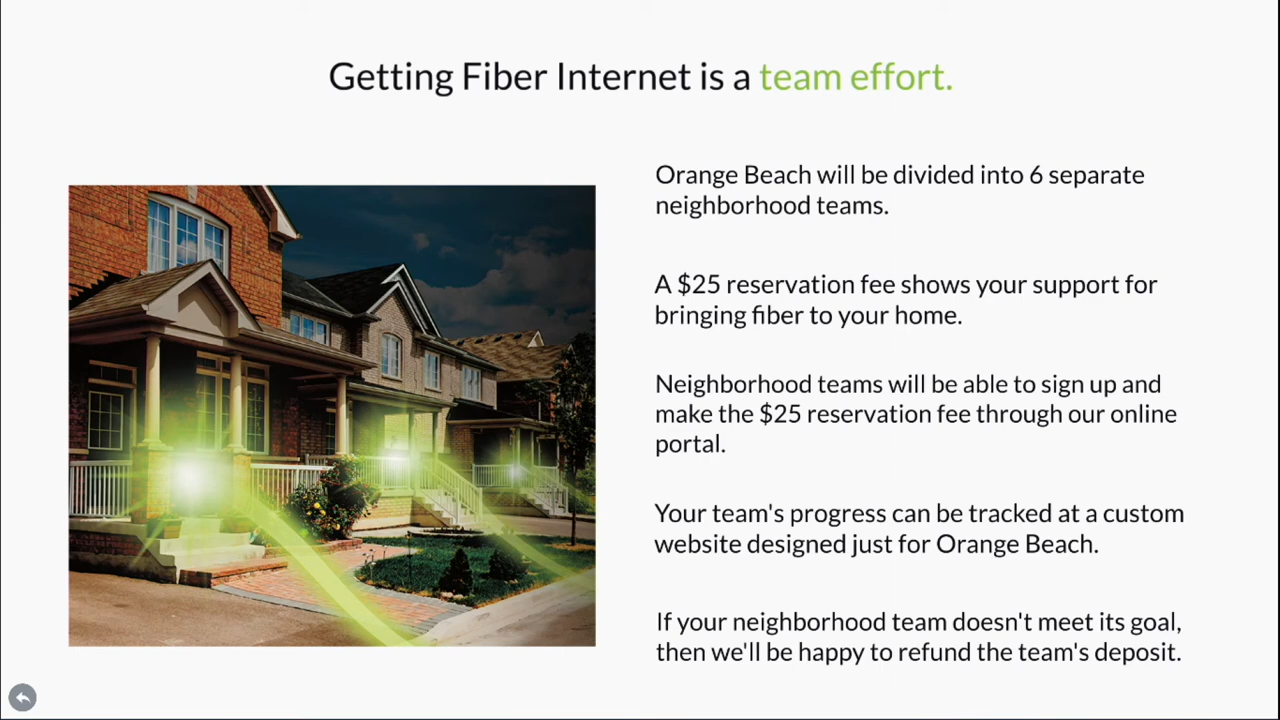 Getting Fiber Internet is a team effort.
Orange Beach will be divided into 6 separate
neighborhood teams.
A $25 reservation fee shows your support for
bringing fiber to your home.
Neighborhood teams will be able to sign up and
make the $25 reservation fee through our online
portal.
Your team's progress can be tracked at a custom
website designed just for Orange Beach.
If your neighborhood team doesn't meet its goal,
then we'll be happy to refund the team's deposit.